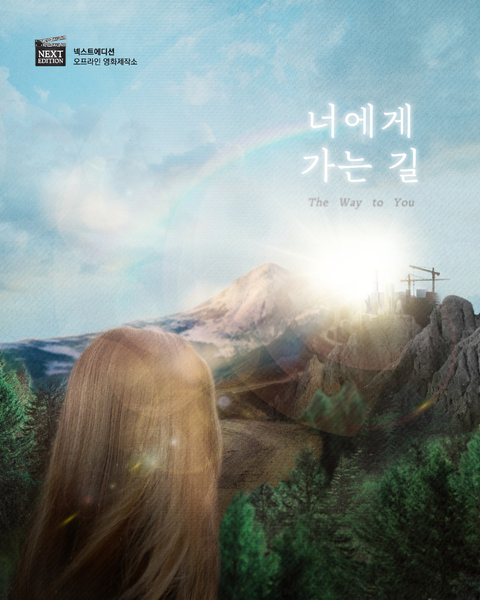 NEXT
EDITION
넥스트에디션
오프라인 영화제작소
너에게
가는 길
The Way to You